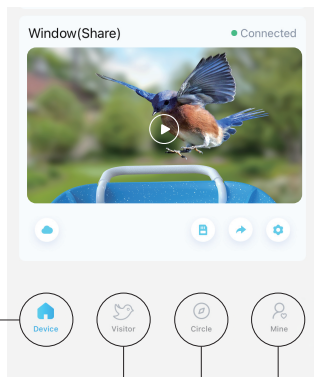 Window(Share)
Connected
Device
Visitor
Circle
Mine